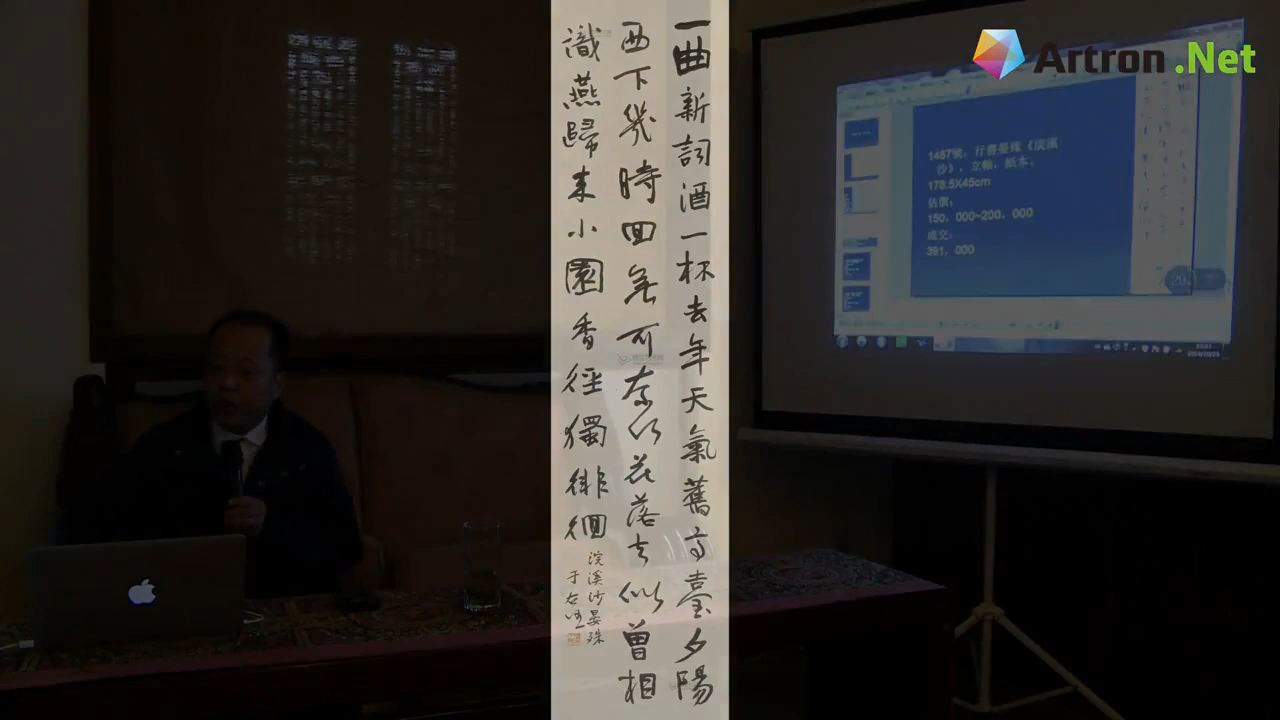 一曲新詞酒一杯去年天氣舊亭臺夕陽
西下幾時回無可奈何花落去似曾相
識燕歸來小園香徑獨徘徊
浣溪沙晏殊
于右任
Artron.Net
1487號，行書晏殊《浣溪
沙》，立軸，紙本，
178.5X45cm
估價：
150，000~200，000
成交：
391，000